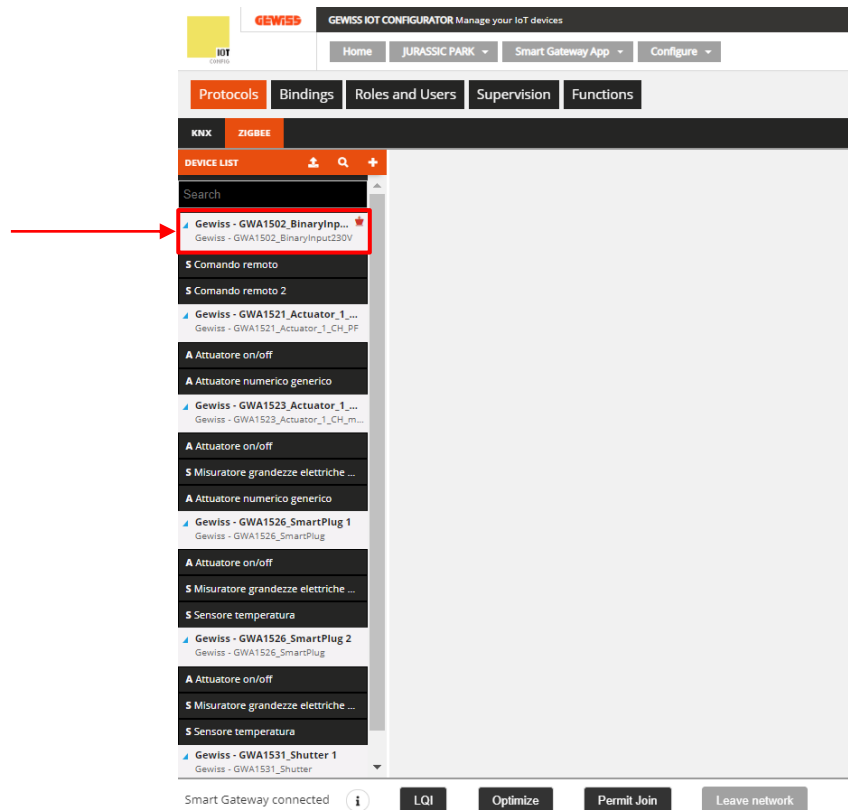 GEWISS
GEWISS IOT CONFIGURATOR Manage your IoT devices
IOT
CONFIG
Home
JURASSIC PARK
Smart Gateway App
Configure
Protocols
Bindings
Roles and Users
Supervision
Functions
KNX
ZIGBEE
DEVICE LIST
Search
Gewiss - GWA1502_BinaryInp...
Gewiss - GWA1502_BinaryInput230V
S Comando remoto
S Comando remoto 2
Gewiss - GWA1521_Actuator_1_...
Gewiss - GWA1521_Actuator_1_CH_PF
A Attuatore on/off
A Attuatore numerico generico
Gewiss - GWA1523_Actuator_1_...
Gewiss - GWA1523_Actuator_1_CH_m...
A Attuatore on/off
S Misuratore grandezze elettriche ...
A Attuatore numerico generico
Gewiss - GWA1526_SmartPlug 1
Gewiss - GWA1526_SmartPlug
A Attuatore on/off
S Misuratore grandezze elettriche ...
S Sensore temperatura
Gewiss - GWA1526_SmartPlug 2
Gewiss - GWA1526_SmartPlug
A Attuatore on/off
S Misuratore grandezze elettriche ...
S Sensore temperatura
Gewiss - GWA1531_Shutter 1
Gewiss - GWA1531_Shutter
Smart Gateway connected
i
LQI
Optimize
Permit Join
Leave network